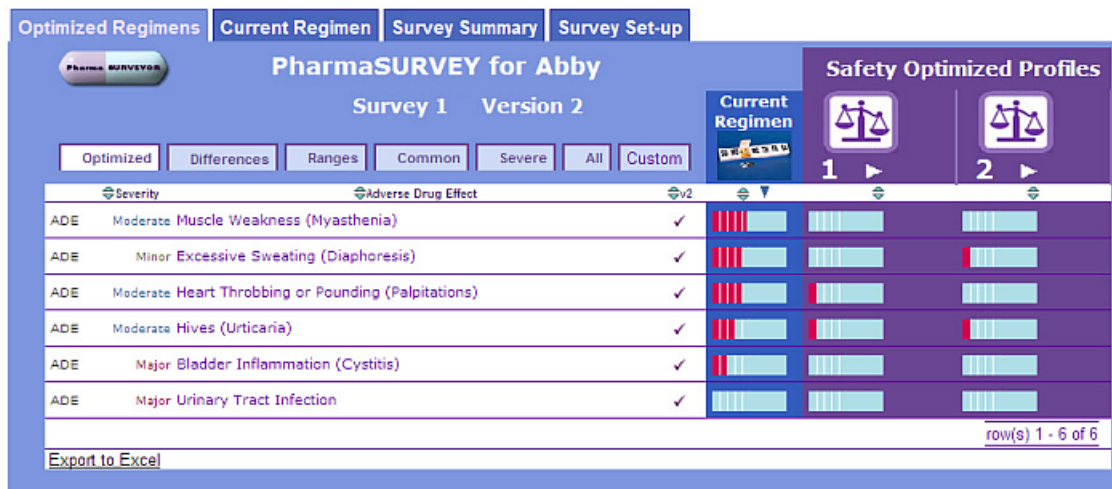 Optimized Regimens Current Regimen Survey Summary Survey Set-up
Pharma SURVEYOR
PharmaSURVEY for Abby
Safety Optimized Profiles
Survey 1 Version 2
Current Regimen
Optimized Differences Ranges Common Severe All Custom
1 2
Severity Adverse Drug Effect v2
ADE Moderate Muscle Weakness (Myasthenia)
ADE Minor Excessive Sweating (Diaphoresis)
ADE Moderate Heart Throbbing or Pounding (Palpitations)
ADE Moderate Hives (Urticaria)
ADE Major Bladder Inflammation (Cystitis)
ADE Major Urinary Tract Infection
row(s) 1 - 6 of 6
Export to Excel